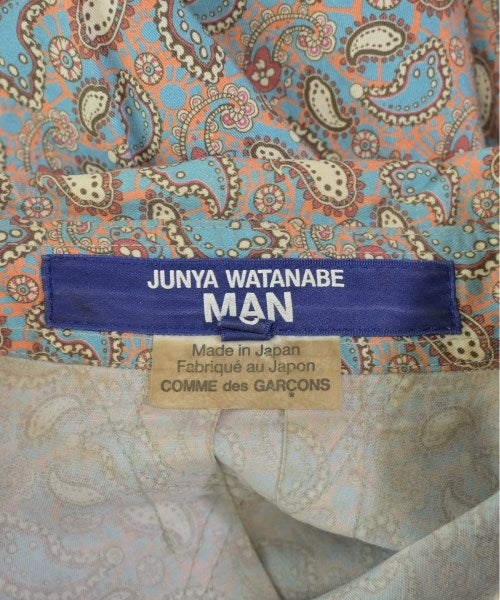 JUNYA WATANABE
MAN
Made in Japan
Fabriqué au Japon
COMME des GARÇONS